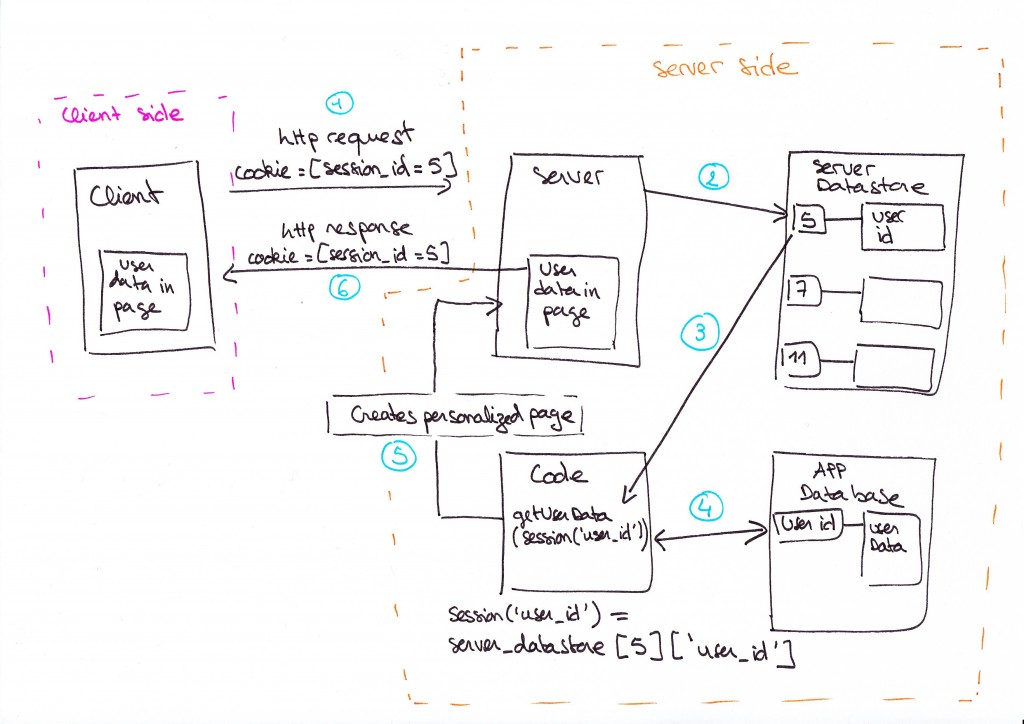 Server side
Client side
1
http request
cookie = [session_id = 5]
Client
User
data in
page
http response
cookie = [session_id = 5]
6
Server
User
data in
page
2
Server
Datastore
5
User
id
7
11
3
Creates personalized page
5
Code
getUserData
(session('user_id'))
4
APP
Database
User id
User
Data
session('user_id') =
server_datastore [5] ['user_id']